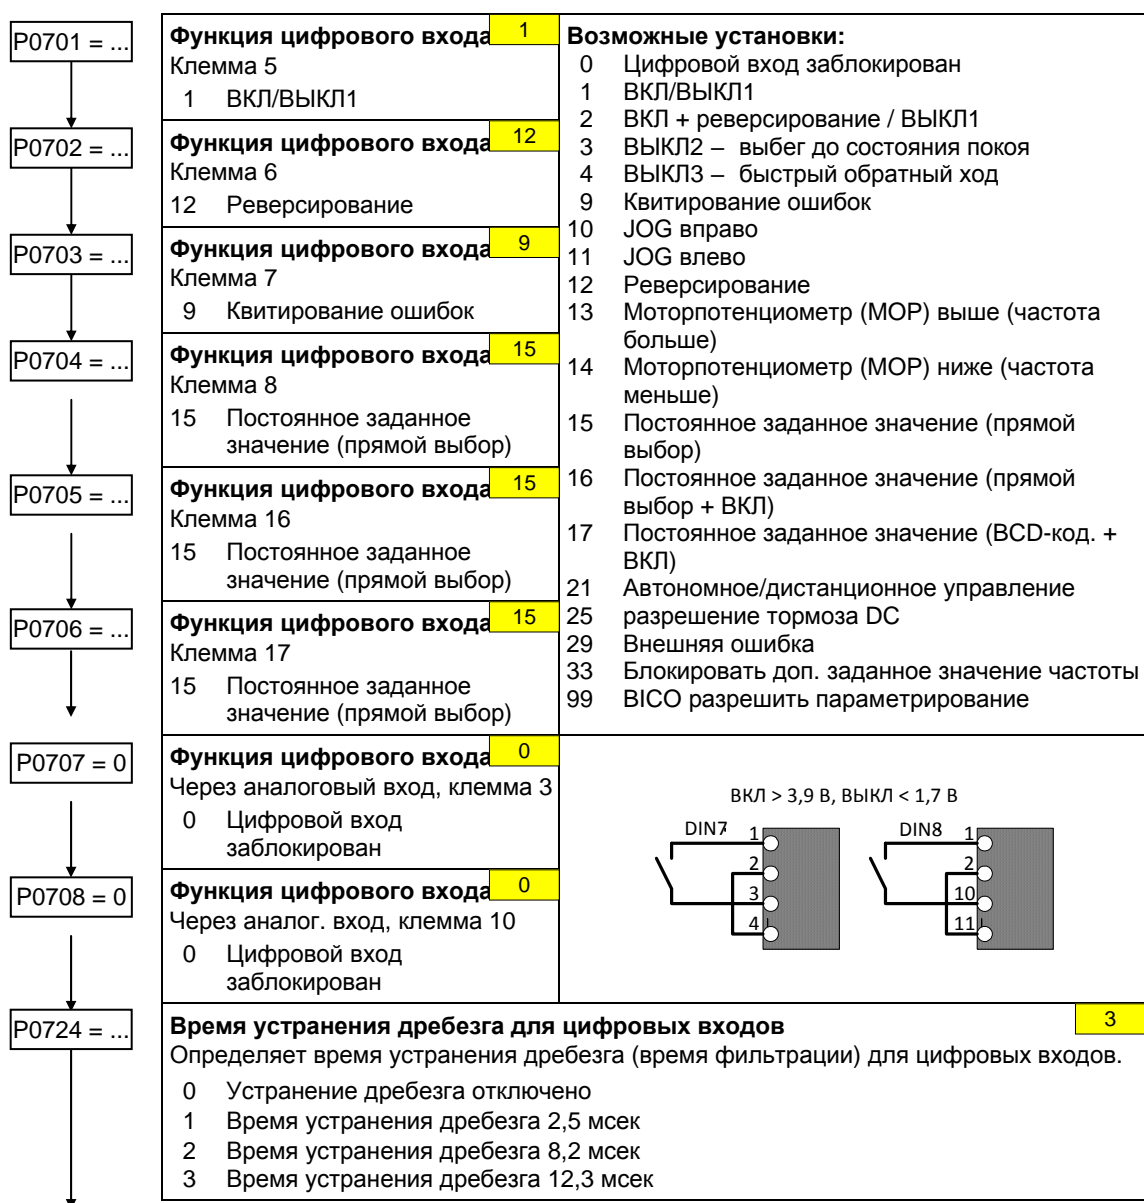 P0701 = ...
Функция цифрового входа 1
Клемма 5
1 ВКЛ/ВЫКЛ1
P0702 = ...
Функция цифрового входа 12
Клемма 6
12 Реверсирование
P0703 = ...
Функция цифрового входа 9
Клемма 7
9 Квитирование ошибок
P0704 = ...
Функция цифрового входа 15
Клемма 8
15 Постоянное заданное
значение (прямой выбор)
P0705 = ...
Функция цифрового входа 15
Клемма 16
15 Постоянное заданное
значение (прямой выбор)
P0706 = ...
Функция цифрового входа 15
Клемма 17
15 Постоянное заданное
значение (прямой выбор)
Возможные установки:
0 Цифровой вход заблокирован
1 ВКЛ/ВЫКЛ1
2 ВКЛ + реверсирование / ВЫКЛ1
3 ВЫКЛ2 – выбег до состояния покоя
4 ВЫКЛ3 – быстрый обратный ход
9 Квитирование ошибок
10 JOG вправо
11 JOG влево
12 Реверсирование
13 Моторпотенциометр (MOP) выше (частота
больше)
14 Моторпотенциометр (MOP) ниже (частота
меньше)
15 Постоянное заданное значение (прямой
выбор)
16 Постоянное заданное значение (прямой
выбор + ВКЛ)
17 Постоянное заданное значение (BCD-код. +
ВКЛ)
21 Автономное/дистанционное управление
25 разрешение тормоза DC
29 Внешняя ошибка
33 Блокировать доп. заданное значение частоты
99 BICO разрешить параметрирование
P0707 = 0
Функция цифрового входа 0
Через аналоговый вход, клемма 3
0 Цифровой вход
заблокирован
P0708 = 0
Функция цифрового входа 0
Через аналог. вход, клемма 10
0 Цифровой вход
заблокирован
ВКЛ > 3,9 В, ВЫКЛ < 1,7 В
DIN7 1
2
3
4
DIN8 1
2
10
11
P0724 = ...
Время устранения дребезга для цифровых входов 3
Определяет время устранения дребезга (время фильтрации) для цифровых входов.
0 Устранение дребезга отключено
1 Время устранения дребезга 2,5 мсек
2 Время устранения дребезга 8,2 мсек
3 Время устранения дребезга 12,3 мсек